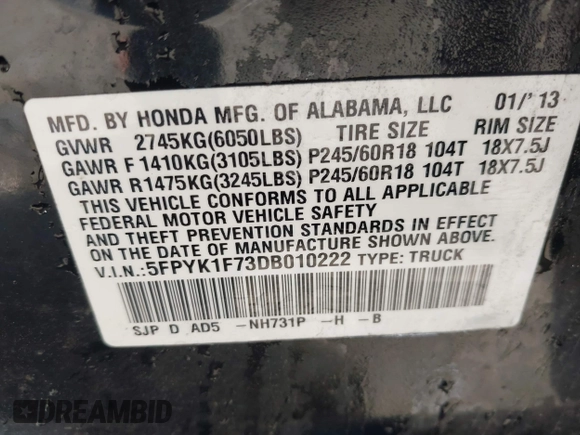 MFD. BY HONDA MFG. OF ALABAMA, LLC 01/'13
GVWR 2745KG(6050LBS) TIRE SIZE RIM SIZE
GAWR F 1410KG(3105LBS) P245/60R18 104T 18X7.5J
GAWR R1475KG(3245LBS) P245/60R18 104T 18X7.5J
THIS VEHICLE CONFORMS TO ALL APPLICABLE
FEDERAL MOTOR VEHICLE SAFETY
AND THEFT PREVENTION STANDARDS IN EFFECT
ON THE DATE OF MANUFACTURE SHOWN ABOVE.
V.I.N.:5FPYK1F73DB010222 TYPE: TRUCK
SJP D AD5 -NH731P -H -B
DREAMBID